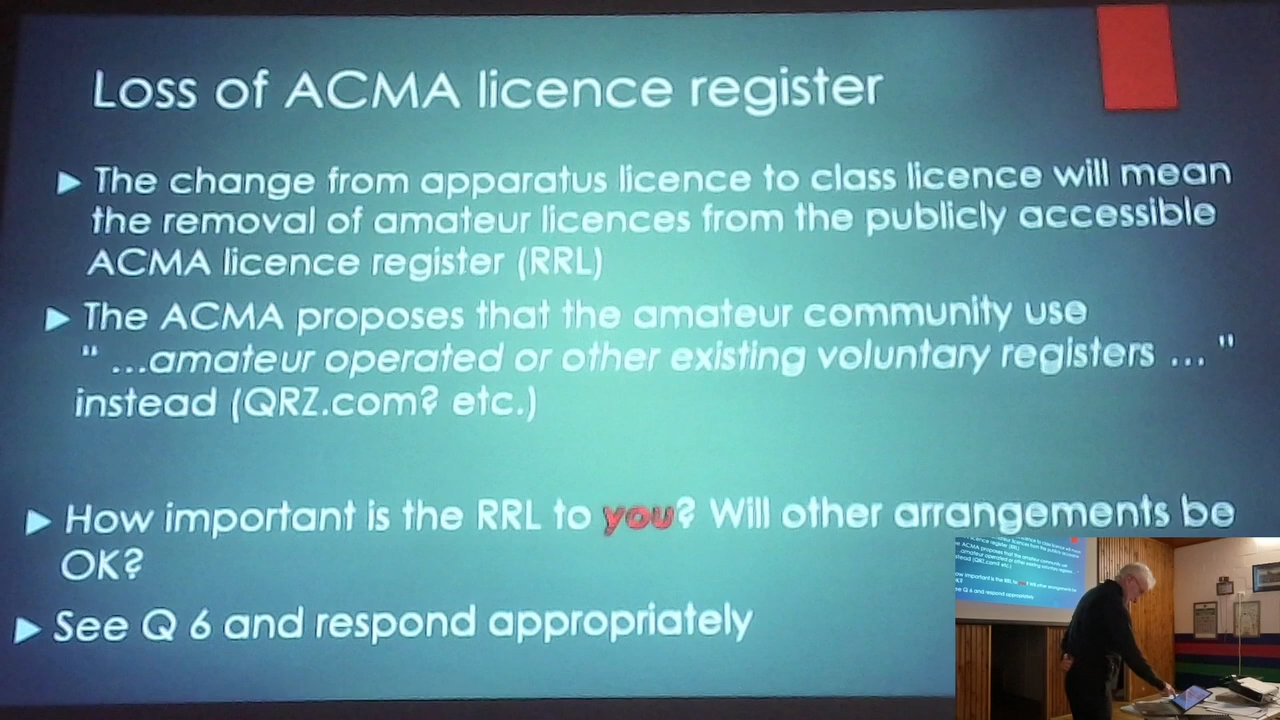 Loss of ACMA licence register
The change from apparatus licence to class licence will mean
the removal of amateur licences from the publicly accessible
ACMA licence register (RRL)
The ACMA proposes that the amateur community use
" ...amateur operated or other existing voluntary registers ... "
instead (QRZ.com? etc.)
How important is the RRL to you? Will other arrangements be
OK?
See Q 6 and respond appropriately